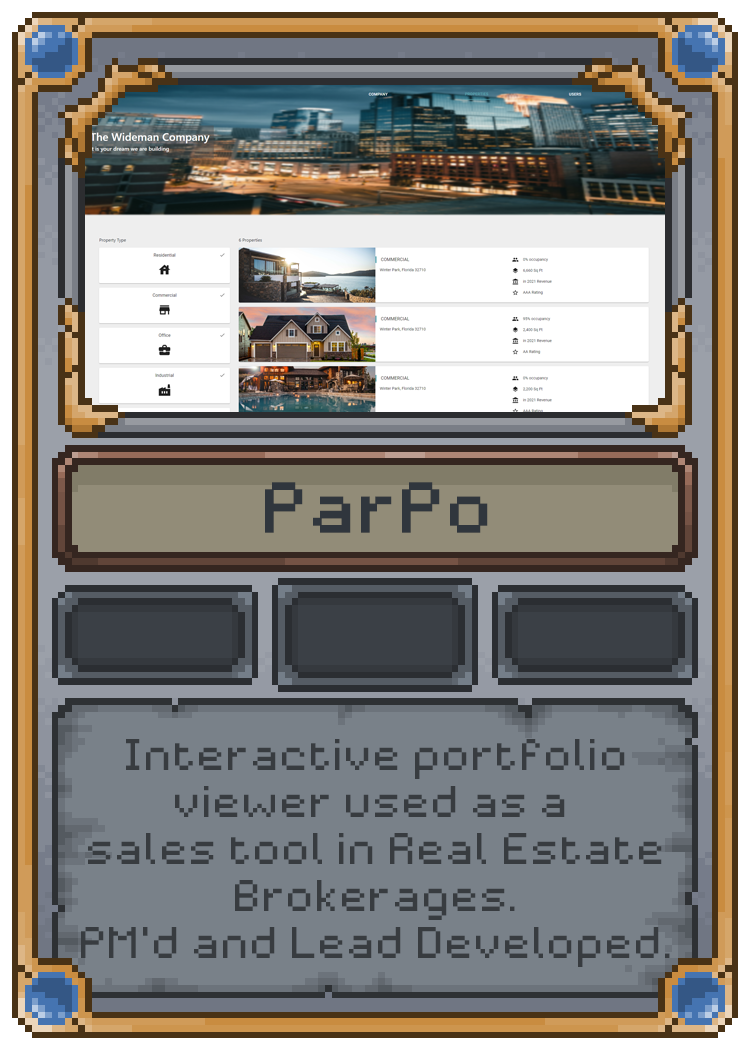 COMPANY
USERS
The Wideman Company
t is your dream we are building
Property Type
6 Properties
Residential
Commercial
Office
Industrial
COMMERCIAL
Winter Park, Florida 32710
0% occupancy
6,000 Sq Ft
in 2021 Revenue
AAA Rating
COMMERCIAL
Winter Park, Florida 32710
95% occupancy
2,400 Sq Ft
in 2021 Revenue
AA Rating
COMMERCIAL
Winter Park, Florida 32710
0% occupancy
2,200 Sq Ft
in 2021 Revenue
AAA Rating
ParPo
Interactive portfolio
viewer used as a
sales tool in Real Estate
Brokerages.
PM'd and Lead Developed.